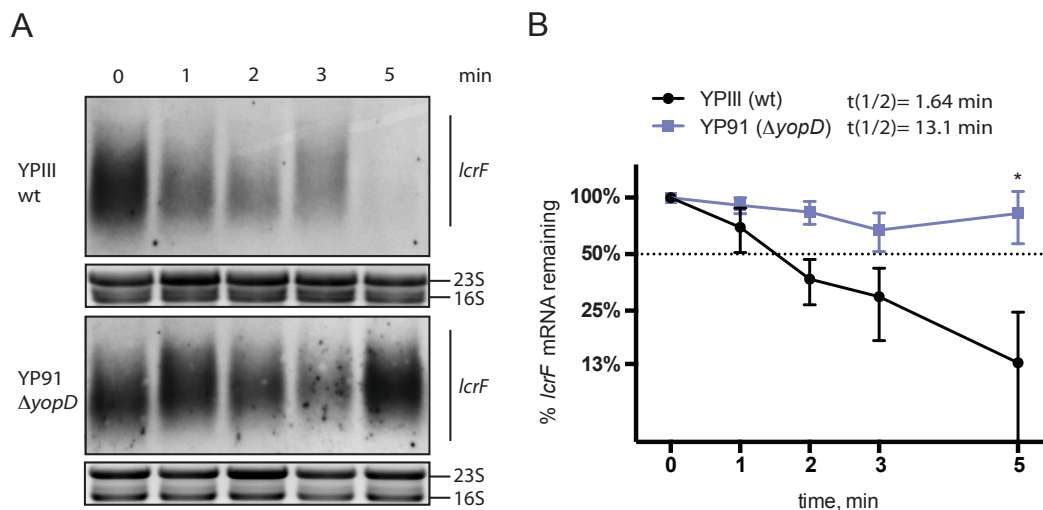 A
0 1 2 3 5 min
YPIII
wt
lcrF
23S
16S
YP91
ΔyopD
lcrF
23S
16S
B
YPIII (wt) t(1/2)= 1.64 min
YP91 (ΔyopD) t(1/2)= 13.1 min
*
100%
50%
25%
13%
% lcrF mRNA remaining
0 1 2 3 5
time, min